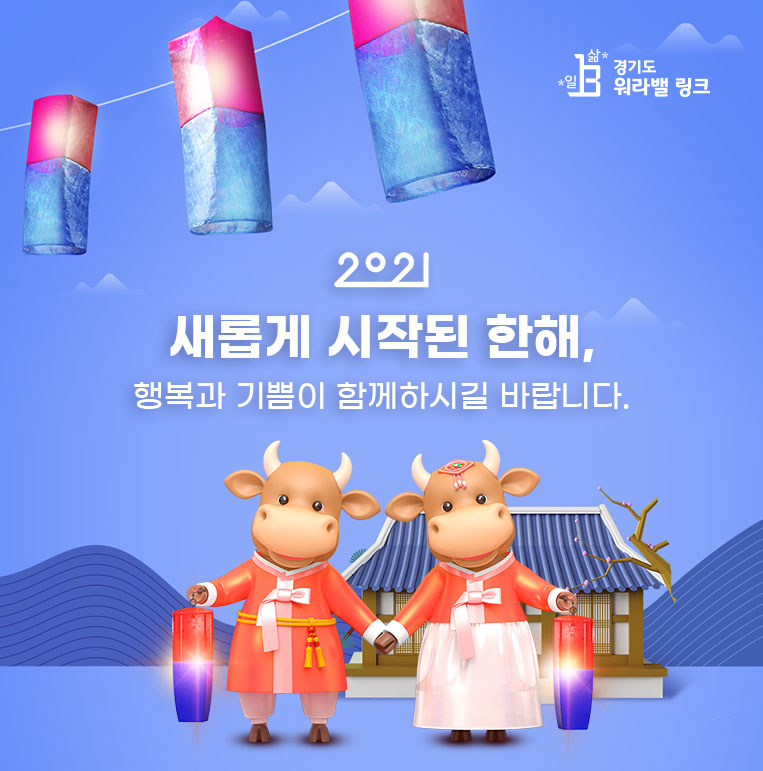 *일 삶*
경기도
워라밸 링크
2021
새롭게 시작된 한해,
행복과 기쁨이 함께하시길 바랍니다.